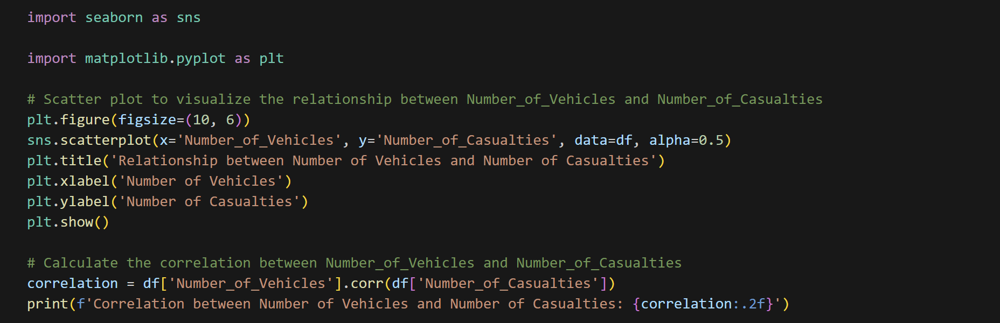 import seaborn as sns
import matplotlib.pyplot as plt
# Scatter plot to visualize the relationship between Number_of_Vehicles and Number_of_Casualties
plt.figure(figsize=(10, 6))
sns.scatterplot(x='Number_of_Vehicles', y='Number_of_Casualties', data=df, alpha=0.5)
plt.title('Relationship between Number of Vehicles and Number of Casualties')
plt.xlabel('Number of Vehicles')
plt.ylabel('Number of Casualties')
plt.show()
# Calculate the correlation between Number_of_Vehicles and Number_of_Casualties
correlation = df['Number_of_Vehicles'].corr(df['Number_of_Casualties'])
print(f'Correlation between Number of Vehicles and Number of Casualties: {correlation:.2f}')